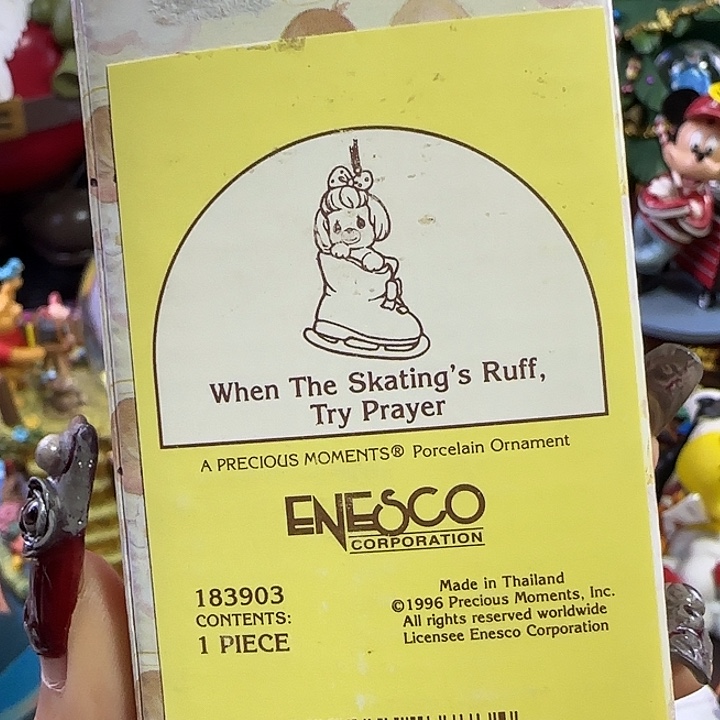 When The Skating's Ruff,
Try Prayer
A PRECIOUS MOMENTS® Porcelain Ornament
ENESCO
CORPORATION
183903
CONTENTS:
1 PIECE
Made in Thailand
©1996 Precious Moments, Inc.
All rights reserved worldwide
Licensee Enesco Corporation